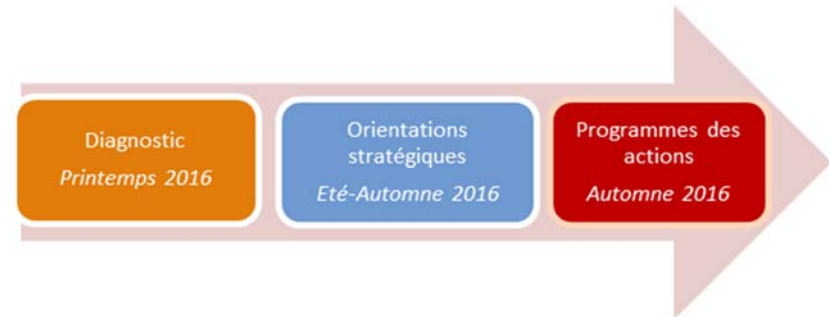 Diagnostic
Printemps 2016
Orientations
stratégiques
Eté-Automne 2016
Programmes des
actions
Automne 2016